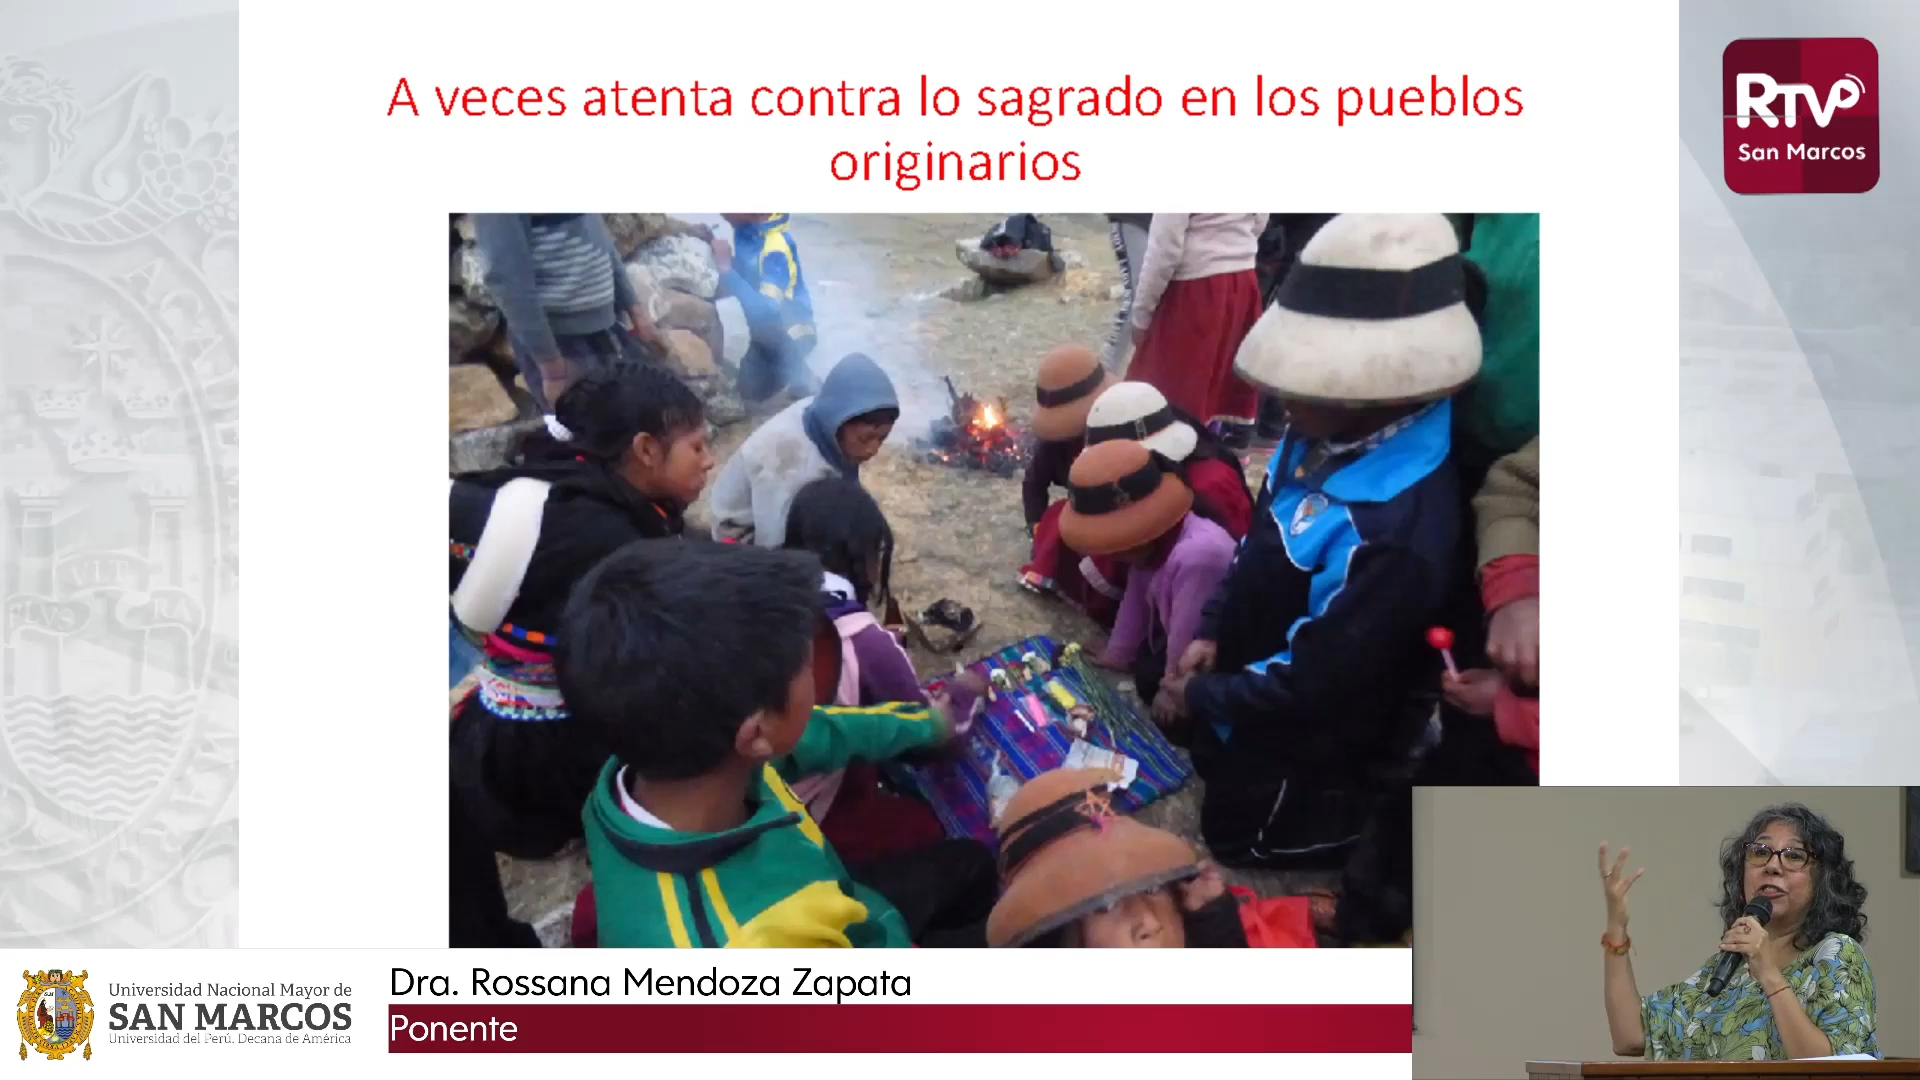 A veces atenta contra lo sagrado en los pueblos
originarios
RTV
San Marcos
Dra. Rossana Mendoza Zapata
Ponente
Universidad Nacional Mayor de
SAN MARCOS
Universidad del Perú. Decana de América